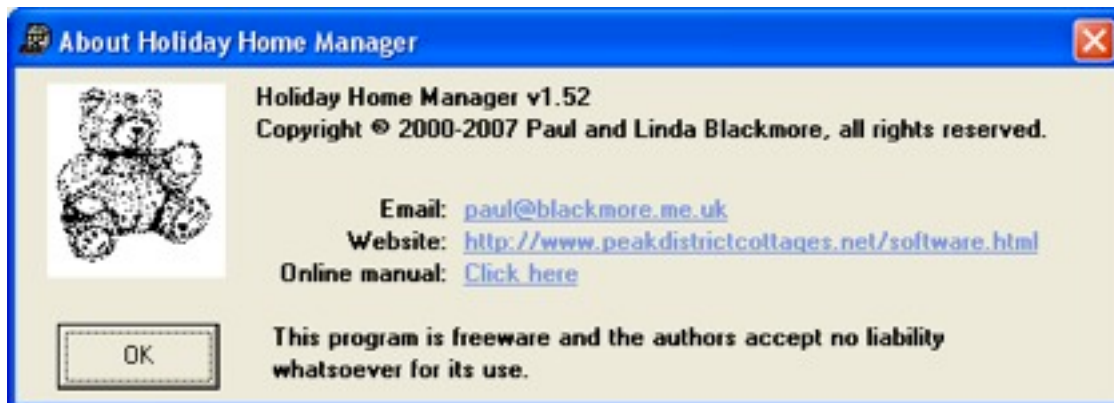 About Holiday Home Manager
Holiday Home Manager v1.52
Copyright © 2000-2007 Paul and Linda Blackmore, all rights reserved.
Email: paul@blackmore.me.uk
Website: http://www.peakdistrictcottages.net/software.html
Online manual: Click here
OK
This program is freeware and the authors accept no liability
whatsoever for its use.